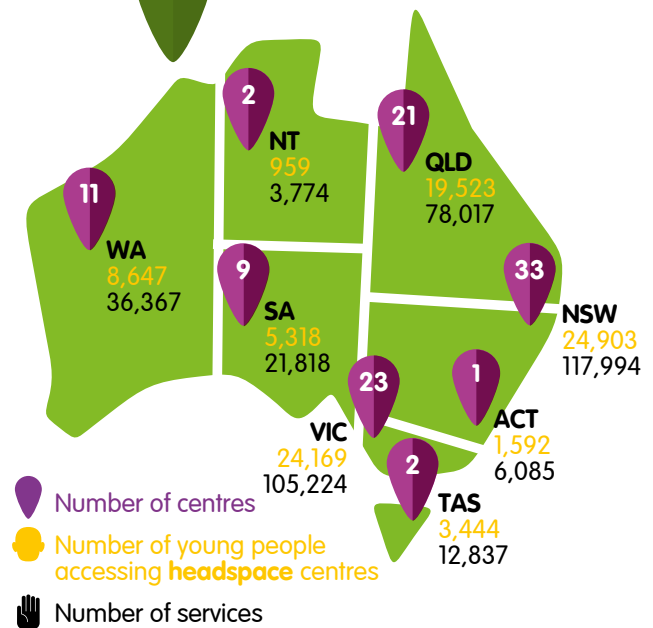 2
NT
959
3,774
21
QLD
19,523
78,017
11
WA
8,647
36,367
9
SA
5,318
21,818
33
NSW
24,903
117,994
23
VIC
24,169
105,224
1
ACT
1,592
6,085
2
TAS
3,444
12,837
Number of centres
Number of young people
accessing headspace centres
Number of services